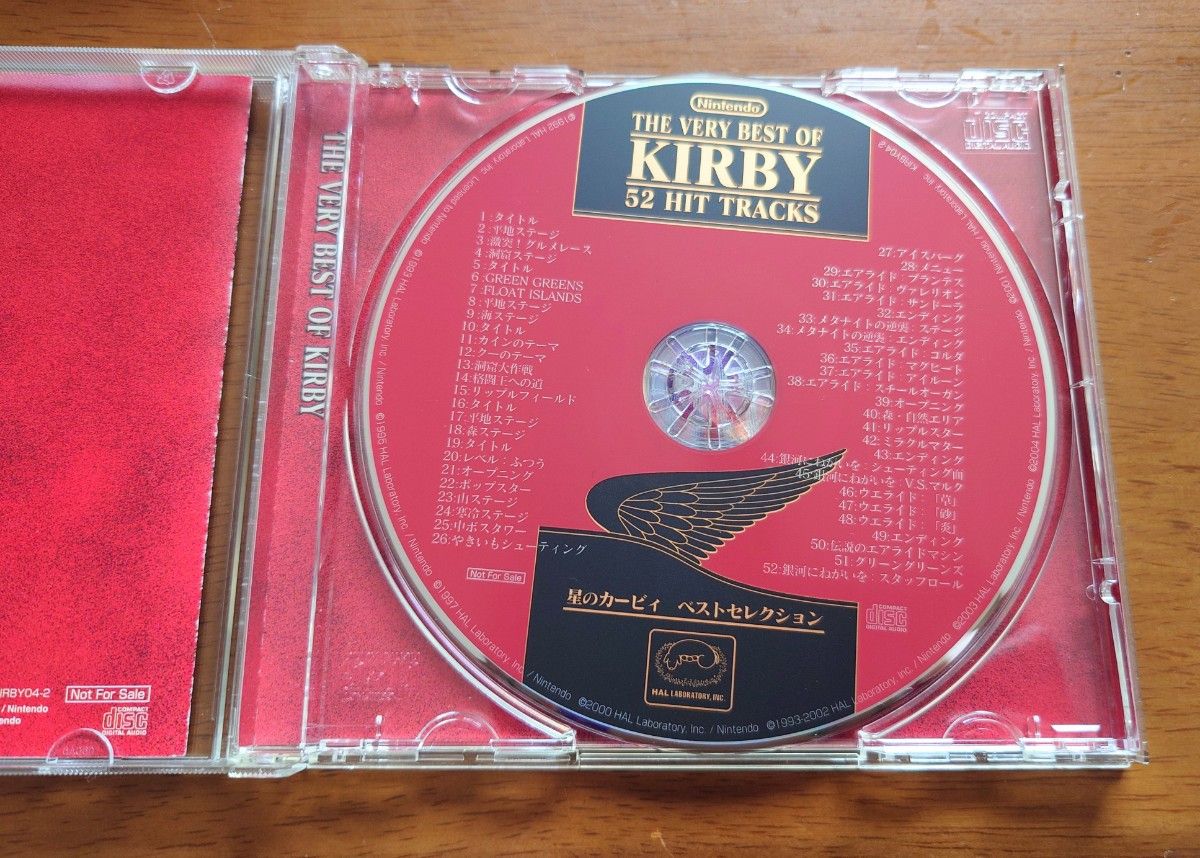 THE VERY BEST OF KIRBY
Nintendo
THE VERY BEST OF
KIRBY
52 HIT TRACKS
1:タイトル
2:平地ステージ
3:激突!グルメレース
4:洞窟ステージ
5:タイトル
6:GREEN GREENS
7:FLOAT ISLANDS
8:平地ステージ
9:海ステージ
10:タイトル
11:カインのテーマ
12:クーのテーマ
13:洞窟大作戦
14:格闘王への道
15:リップルフィールド
16:タイトル
17:平地ステージ
18:森ステージ
19:タイトル
20:レベル:ふつう
21:オープニング
22:ポップスター
23:山ステージ
24:寒冷ステージ
25:中ボスタワー
26:やきいもシューティング
27:アイスバーグ
28:メニュー
29:エアライド:プランテス
30:エアライド:ヴァレリオン
31:エアライド:サンドーラ
32:エンディング
33:メタナイトの逆襲:ステージ
34:メタナイトの逆襲:エンディング
35:エアライド:コルダ
36:エアライド:マグヒート
37:エアライド:アイルーン
38:エアライド:スチールオーガン
39:オープニング
40:森・自然エリア
41:リップルスター
42:ミラクルマター
43:エンディング
44:銀河にねがいを:シューティング面
45:銀河にねがいを:V.S.マルク
46:ウエライド:「草」
47:ウエライド:「砂」
48:ウエライド:「炎」
49:エンディング
50:伝説のエアライドマシン
51:グリーングリーンズ
52:銀河にねがいを:スタッフロール
Not For Sale
星のカービィ ベストセレクション
HAL LABORATORY, INC.
COMPACT
disc
DIGITAL AUDIO
©1992 HAL Laboratory, Inc. Licensed to Nintendo
©1993 HAL Laboratory, Inc. / Nintendo
©1995 HAL Laboratory, Inc. / Nintendo
©1997 HAL Laboratory, Inc. / Nintendo
©2000 HAL Laboratory, Inc. / Nintendo
©1993-2002 HAL Laboratory, Inc. / Nintendo
©2003 HAL Laboratory, Inc. / Nintendo
©2004 HAL Laboratory, Inc. / Nintendo
©2001 HAL Laboratory, Inc. / Nintendo
KIRBY04-2
COMPACT
disc
DIGITAL AUDIO
IRBY04-2
Not For Sale
/ Nintendo
COMPACT
disc
DIGITAL AUDIO